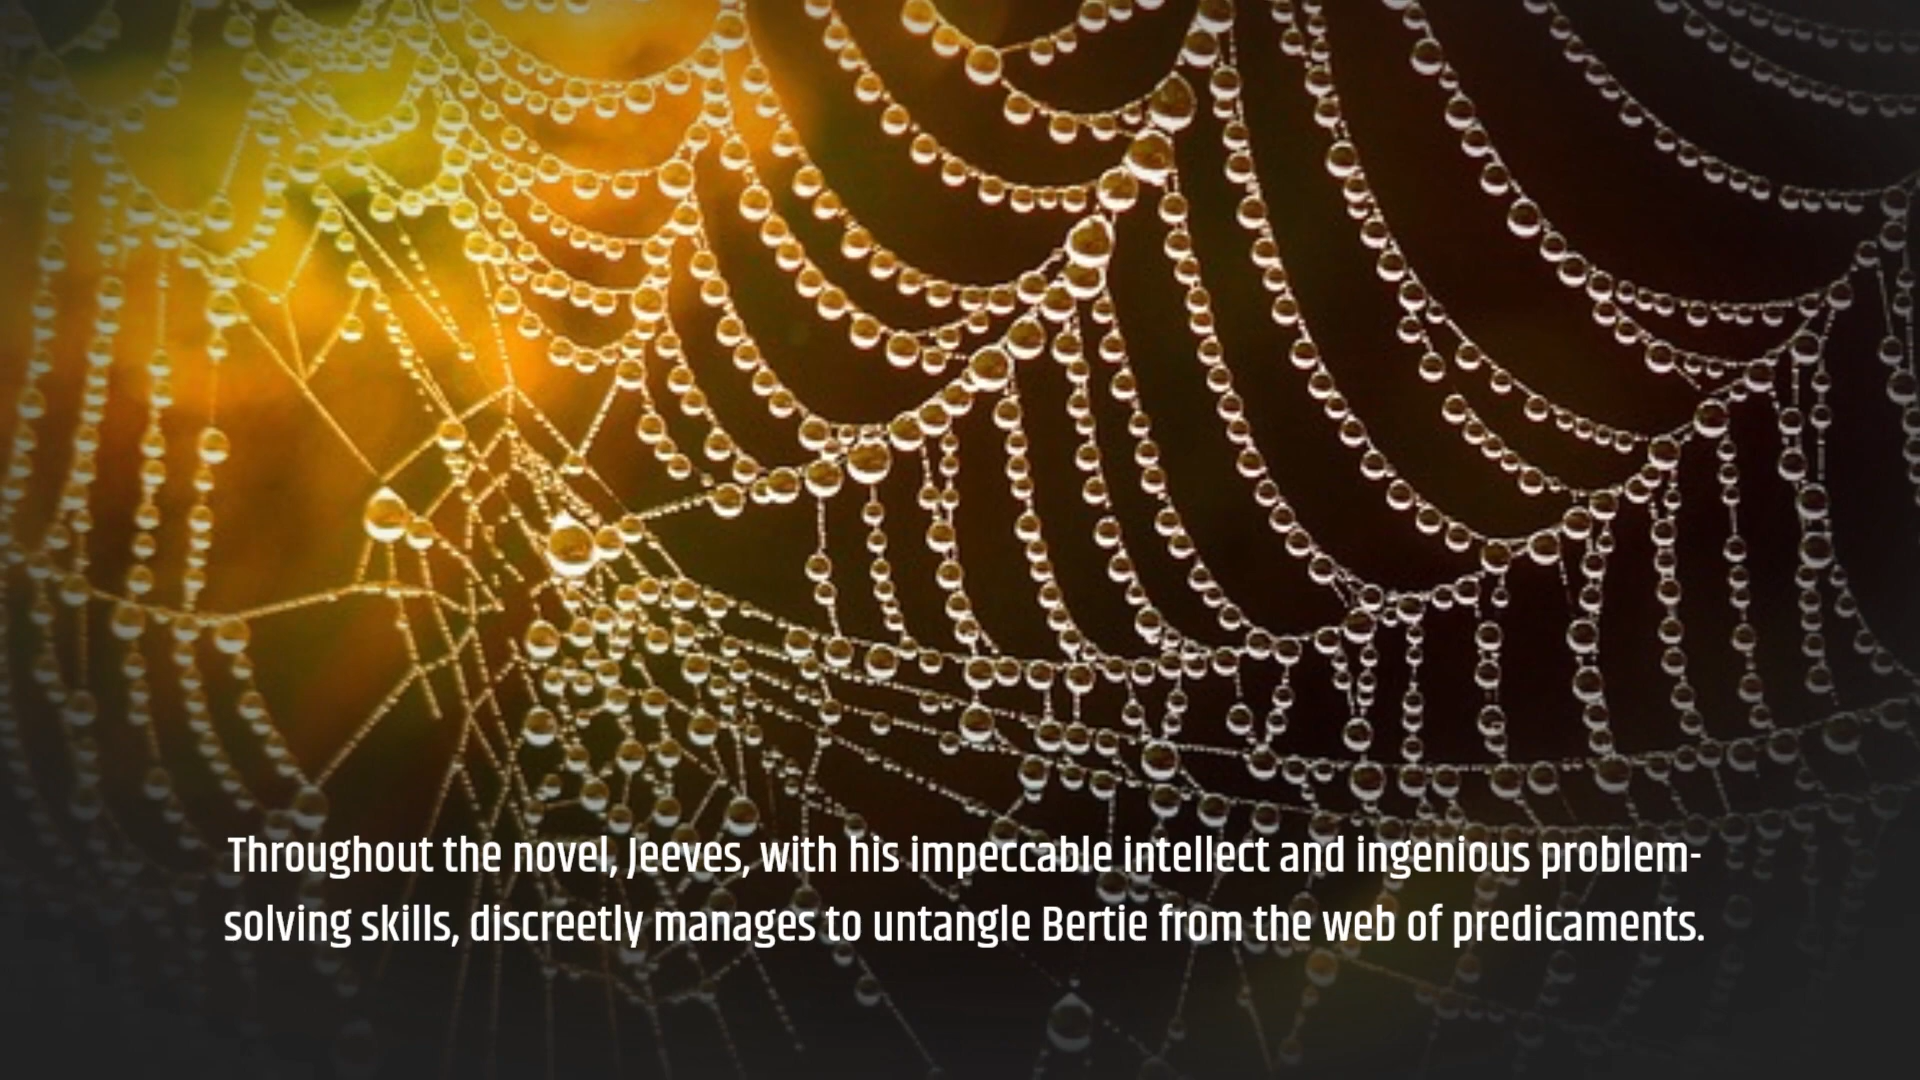 Throughout the novel, Jeeves, with his impeccable intellect and ingenious problem-
solving skills, discreetly manages to untangle Bertie from the web of predicaments.